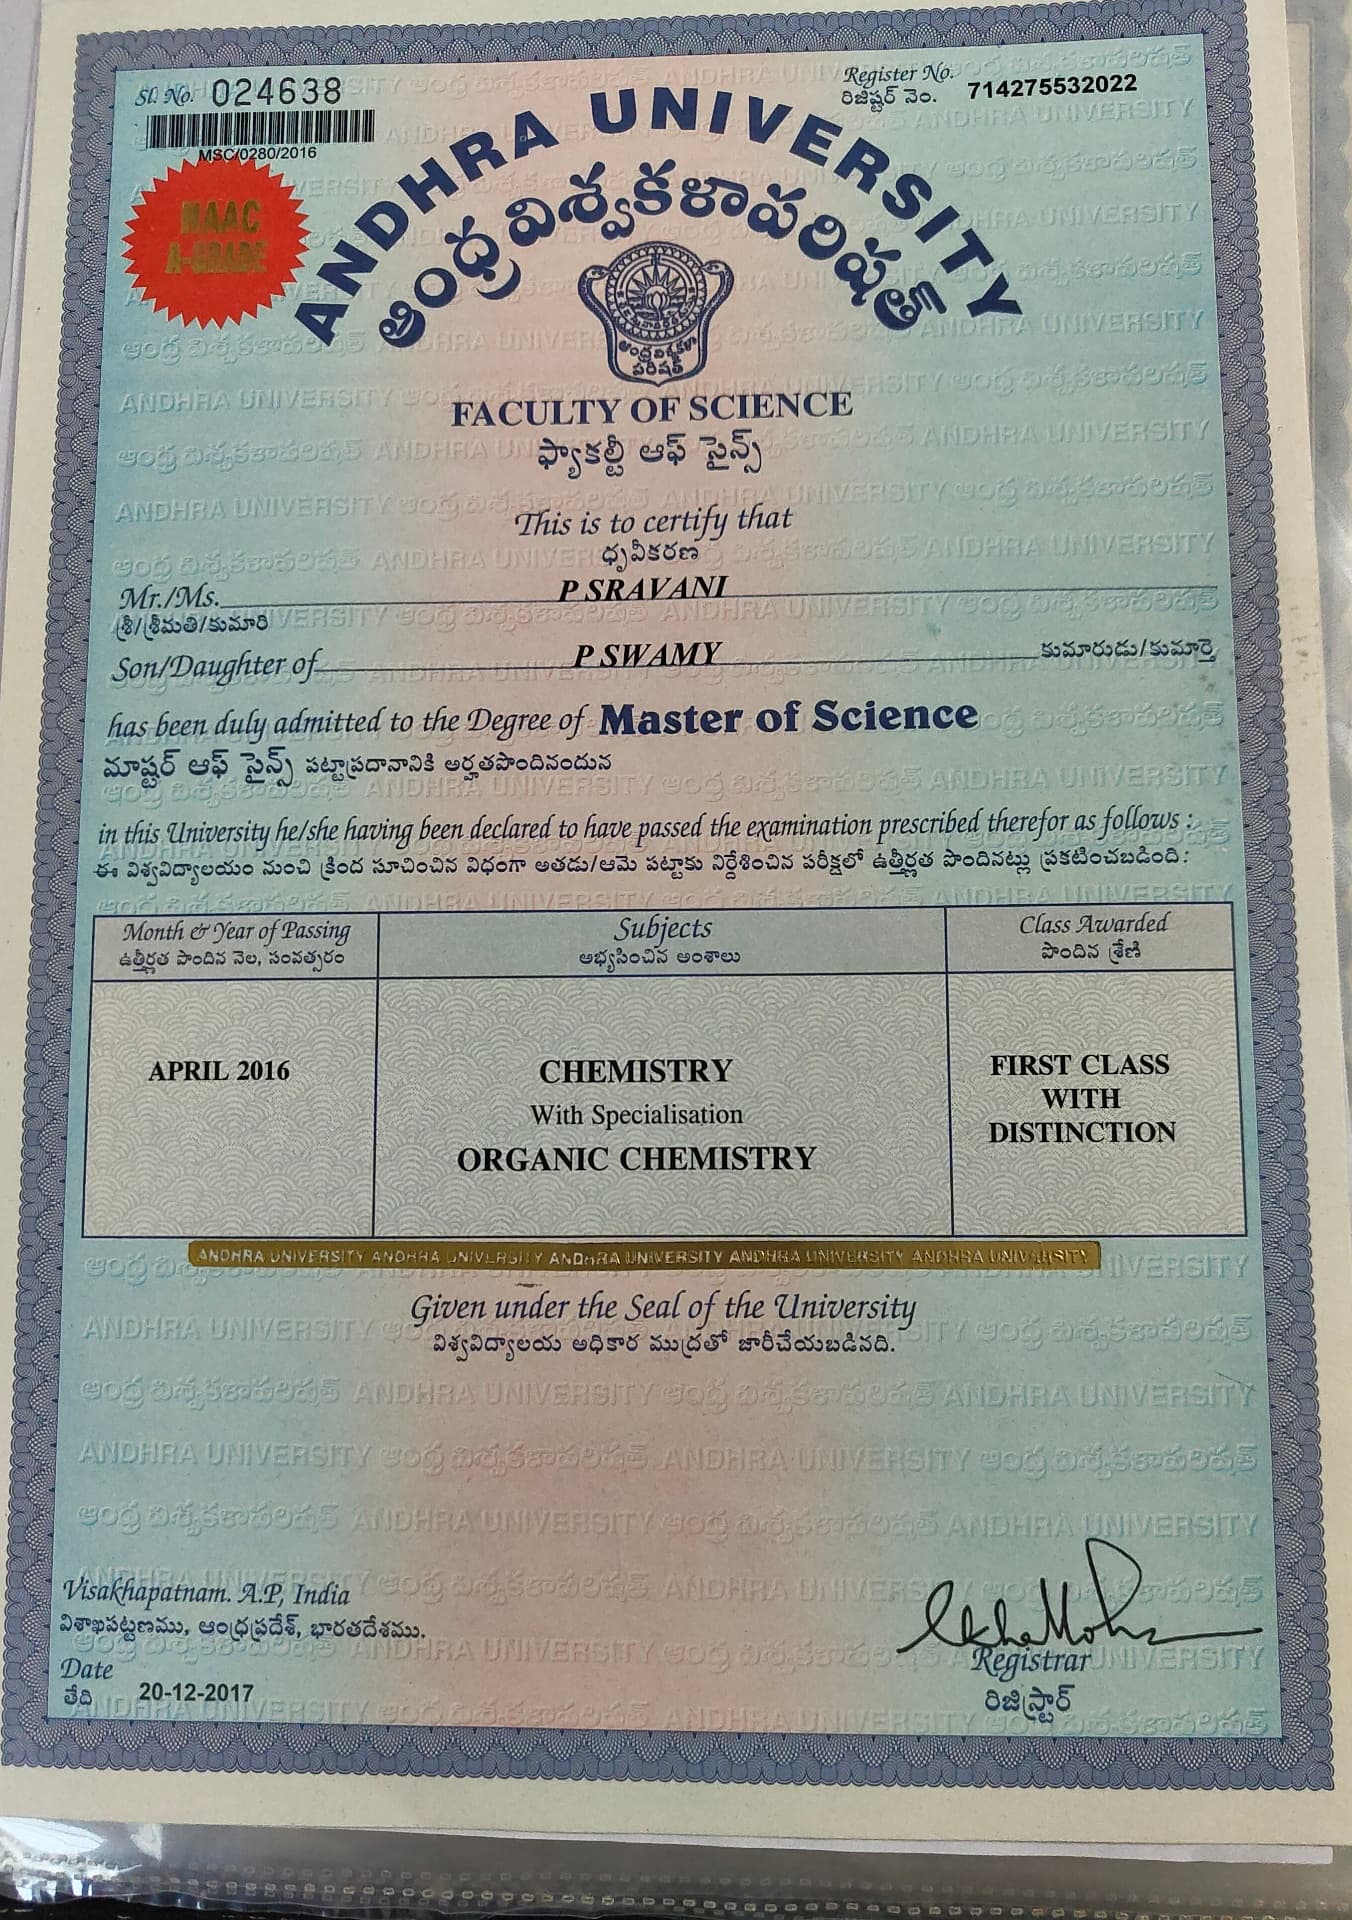 Sl. No. 024638
MSC/0280/2016
Register No.
రిజిష్టర్ నెం. 714275532022
NAAC
A-GRADE
ANDHRA UNIVERSITY
ఆంధ్ర విశ్వకళాపరిషత్
ఆంధ్ర విశ్వకళా
పరిషత్
FACULTY OF SCIENCE
ఫ్యాకల్టీ ఆఫ్ సైన్స్
This is to certify that
ధృవీకరణ
Mr./Ms. P SRAVANI
శ్రీ/శ్రీమతి/కుమారి
Son/Daughter of P SWAMY కుమారుడు/కుమార్తె
has been duly admitted to the Degree of Master of Science
మాష్టర్ ఆఫ్ సైన్స్ పట్టాప్రదానానికి అర్హతపొందినందున
in this University he/she having been declared to have passed the examination prescribed therefor as follows :
ఈ విశ్వవిద్యాలయం నుంచి క్రింద సూచించిన విధంగా అతడు/ఆమె పట్టాకు నిర్దేశించిన పరీక్షలో ఉత్తీర్ణత పొందినట్లు ప్రకటించబడింది:
Month & Year of Passing
ఉత్తీర్ణత పొందిన నెల, సంవత్సరం
Subjects
అభ్యసించిన అంశాలు
Class Awarded
పొందిన శ్రేణి
APRIL 2016
CHEMISTRY
With Specialisation
ORGANIC CHEMISTRY
FIRST CLASS
WITH
DISTINCTION
ANDHRA UNIVERSITY ANDHRA UNIVERSITY ANDHRA UNIVERSITY ANDHRA UNIVERSITY ANDHRA UNIVERSITY
Given under the Seal of the University
విశ్వవిద్యాలయ అధికార ముద్రతో జారీచేయబడినది.
Visakhapatnam. A.P, India
విశాఖపట్టణము, ఆంధ్రప్రదేశ్, భారతదేశము.
Date
తేది 20-12-2017
Registrar
రిజిస్ట్రార్